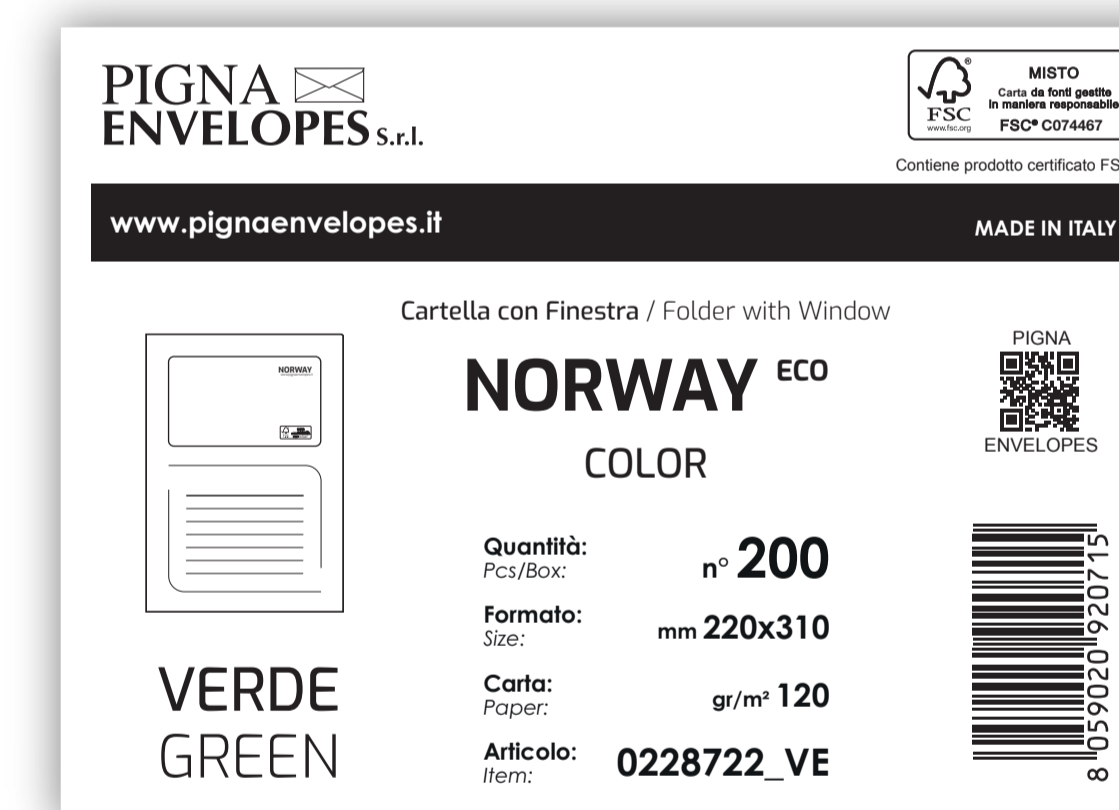 PIGNA
ENVELOPES S.r.l.
FSC
www.fsc.org
MISTO
Carta da fonti gestite
in maniera responsabile
FSC® C074467
Contiene prodotto certificato FS
www.pignaenvelopes.it
MADE IN ITALY
Cartella con Finestra / Folder with Window
NORWAY ECO
COLOR
NORWAY
PIGNA
ENVELOPES
Quantità:
Pcs/Box:
n° 200
Formato:
Size:
mm 220x310
Carta:
Paper:
gr/m² 120
Articolo:
Item:
0228722_VE
VERDE
GREEN
8 059020 920715